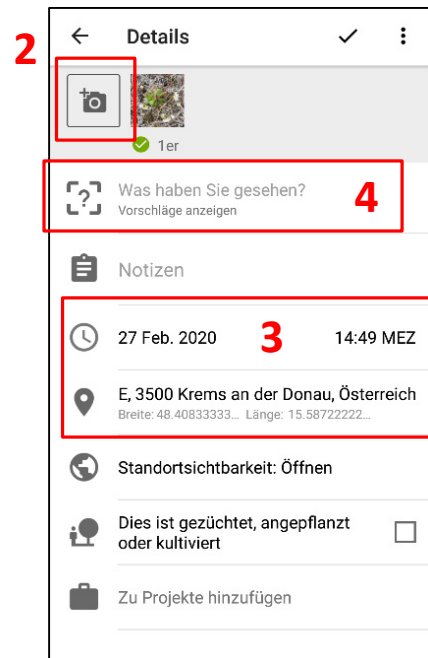 2
Details
1er
Was haben Sie gesehen?
Vorschläge anzeigen
4
Notizen
27 Feb. 2020
3
14:49 MEZ
E, 3500 Krems an der Donau, Österreich
Breite: 48.40833333... Länge: 15.58722222...
Standortsichtbarkeit: Öffnen
Dies ist gezüchtet, angepflanzt
oder kultiviert
Zu Projekte hinzufügen